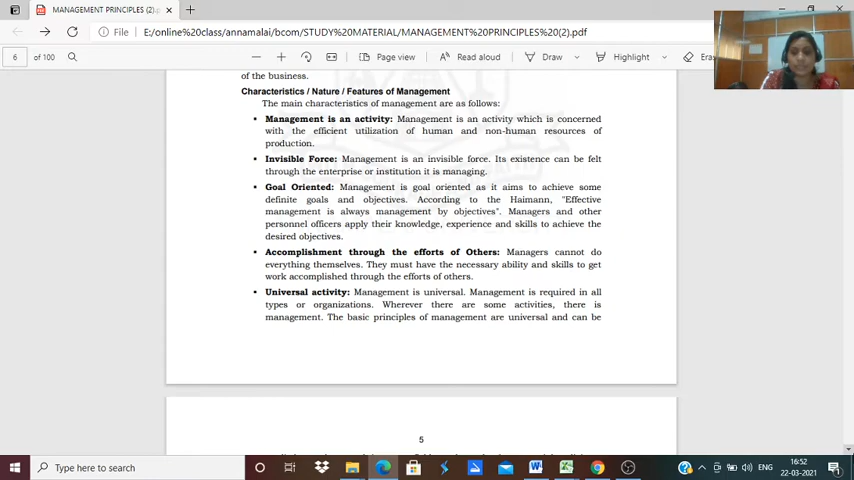 MANAGEMENT PRINCIPLES (2).p
File
E:/online%20class/annamalai/bcom/STUDY%20MATERIAL/MANAGEMENT%20PRINCIPLES%20(2).pdf
6 of 100
Page view
Read aloud
Draw
Highlight
Eras
of the business.
Characteristics / Nature / Features of Management
The main characteristics of management are as follows:
Management is an activity: Management is an activity which is concerned
with the efficient utilization of human and non-human resources of
production.
Invisible Force: Management is an invisible force. Its existence can be felt
through the enterprise or institution it is managing.
Goal Oriented: Management is goal oriented as it aims to achieve some
definite goals and objectives. According to the Haimann, "Effective
management is always management by objectives". Managers and other
personnel officers apply their knowledge, experience and skills to achieve the
desired objectives.
Accomplishment through the efforts of Others: Managers cannot do
everything themselves. They must have the necessary ability and skills to get
work accomplished through the efforts of others.
Universal activity: Management is universal. Management is required in all
types or organizations. Wherever there are some activities, there is
management. The basic principles of management are universal and can be
5
Type here to search
ENG
16:52
22-03-2021